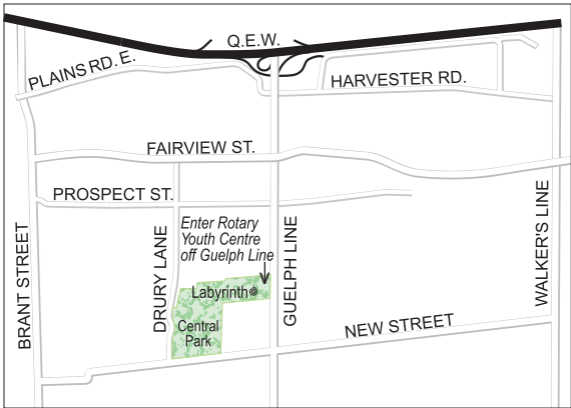 Q.E.W.
PLAINS RD. E.
HARVESTER RD.
FAIRVIEW ST.
PROSPECT ST.
BRANT STREET
DRURY LANE
Enter Rotary
Youth Centre
off Guelph Line
GUELPH LINE
WALKER'S LINE
Labyrinth
Central
Park
NEW STREET